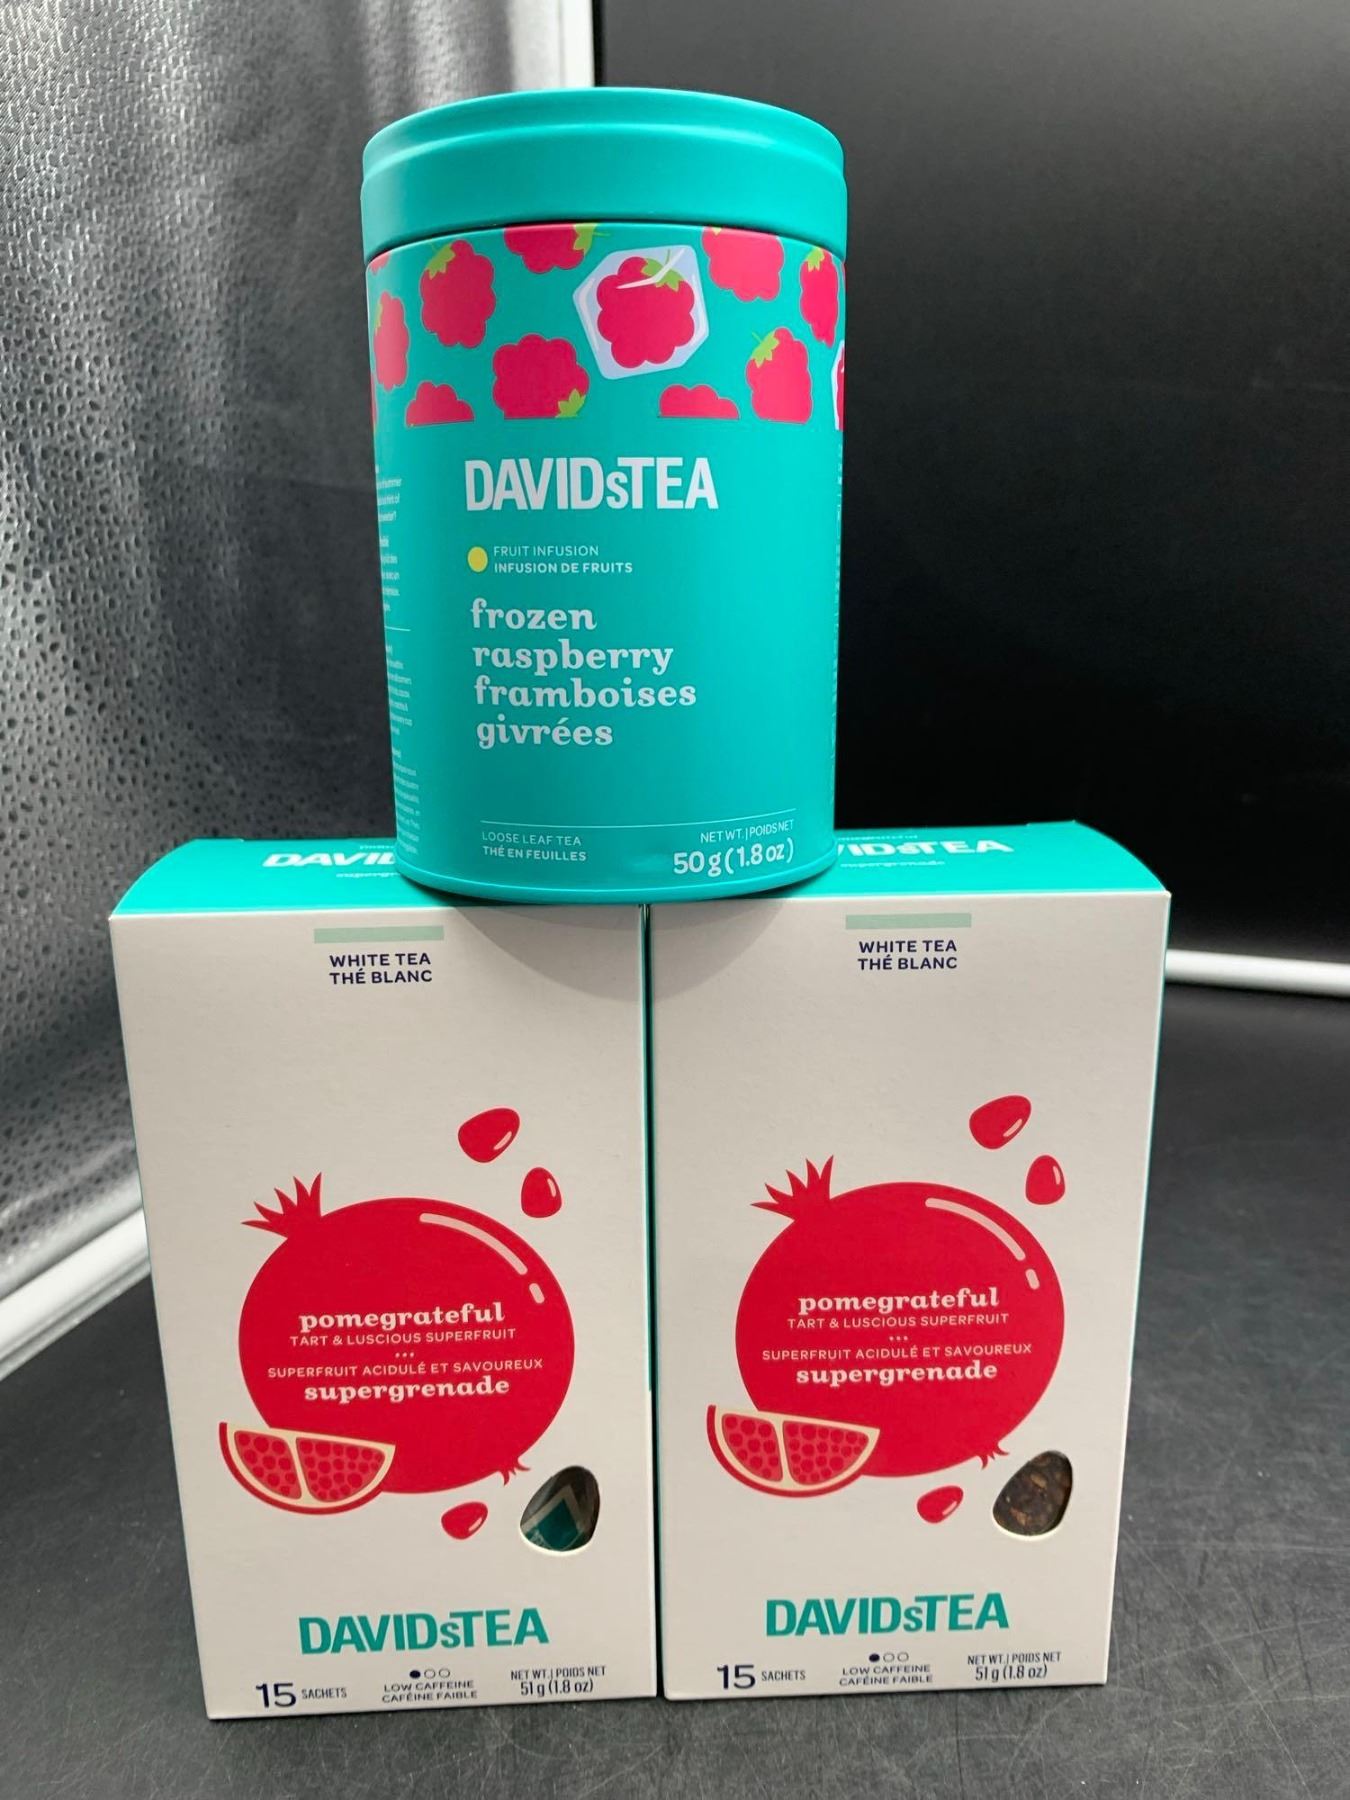 DAVIDsTEA
FRUIT INFUSION
INFUSION DE FRUITS
frozen
raspberry
framboises
givrées
LOOSE LEAF TEA
THÉ EN FEUILLES
NET WT. | POIDS NET
50 g (1.8 oz)
WHITE TEA
THÉ BLANC
pomegrateful
TART & LUSCIOUS SUPERFRUIT
•••
SUPERFRUIT ACIDULÉ ET SAVOUREUX
supergrenade
DAVIDsTEA
15 SACHETS
LOW CAFFEINE
CAFÉINE FAIBLE
NET WT. | POIDS NET
51 g (1.8 oz)
WHITE TEA
THÉ BLANC
pomegrateful
TART & LUSCIOUS SUPERFRUIT
•••
SUPERFRUIT ACIDULÉ ET SAVOUREUX
supergrenade
DAVIDsTEA
15 SACHETS
LOW CAFFEINE
CAFÉINE FAIBLE
NET WT. | POIDS NET
51 g (1.8 oz)